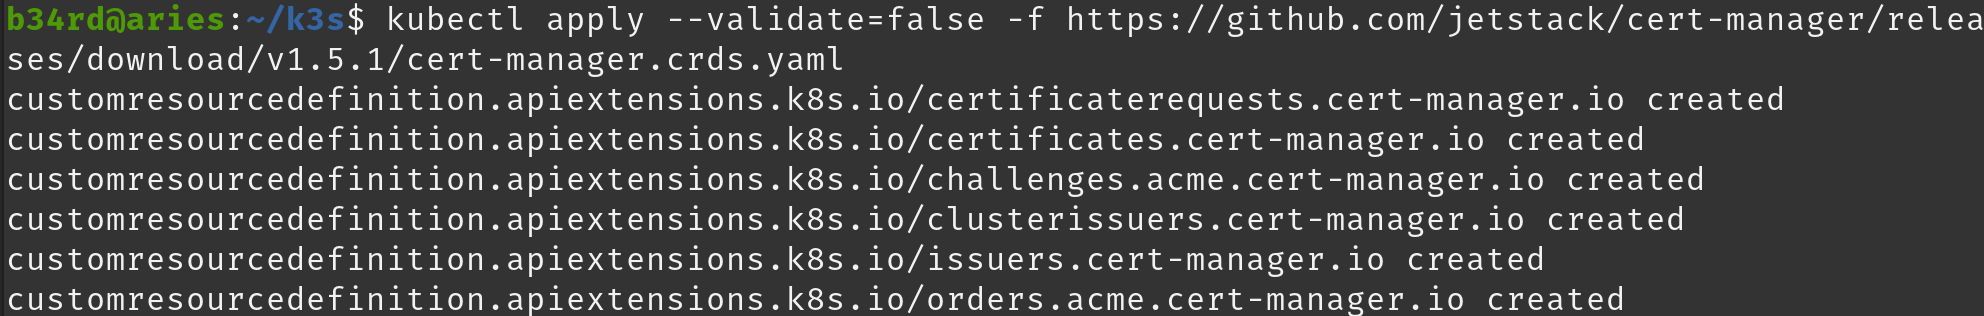 b34rd@aries:~/k3s$ kubectl apply --validate=false -f https://github.com/jetstack/cert-manager/relea
ses/download/v1.5.1/cert-manager.crds.yaml
customresourcedefinition.apiextensions.k8s.io/certificaterequests.cert-manager.io created
customresourcedefinition.apiextensions.k8s.io/certificates.cert-manager.io created
customresourcedefinition.apiextensions.k8s.io/challenges.acme.cert-manager.io created
customresourcedefinition.apiextensions.k8s.io/clusterissuers.cert-manager.io created
customresourcedefinition.apiextensions.k8s.io/issuers.cert-manager.io created
customresourcedefinition.apiextensions.k8s.io/orders.acme.cert-manager.io created